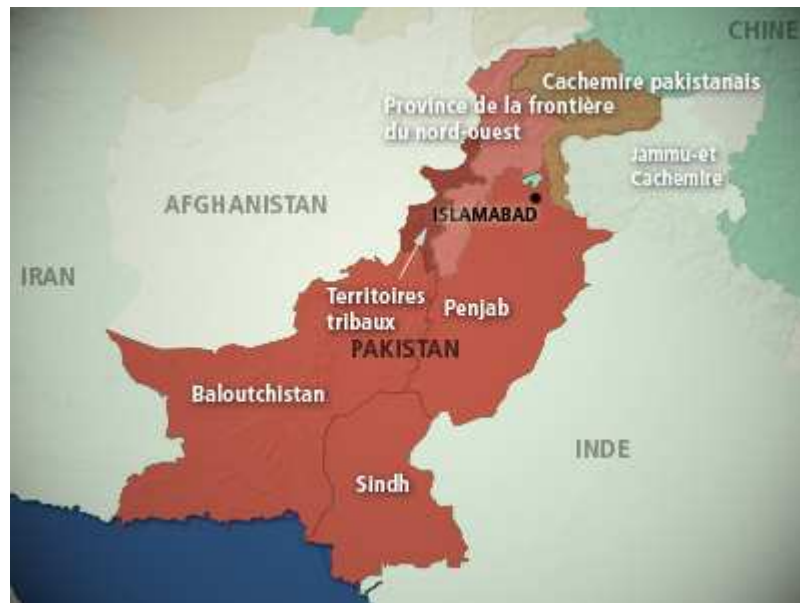 CHINE
Cachemire pakistanais
Province de la frontière
du nord-ouest
Jammu-et
Cachemire
AFGHANISTAN
ISLAMABAD
IRAN
Territoires
tribaux
Penjab
PAKISTAN
Baloutchistan
INDE
Sindh